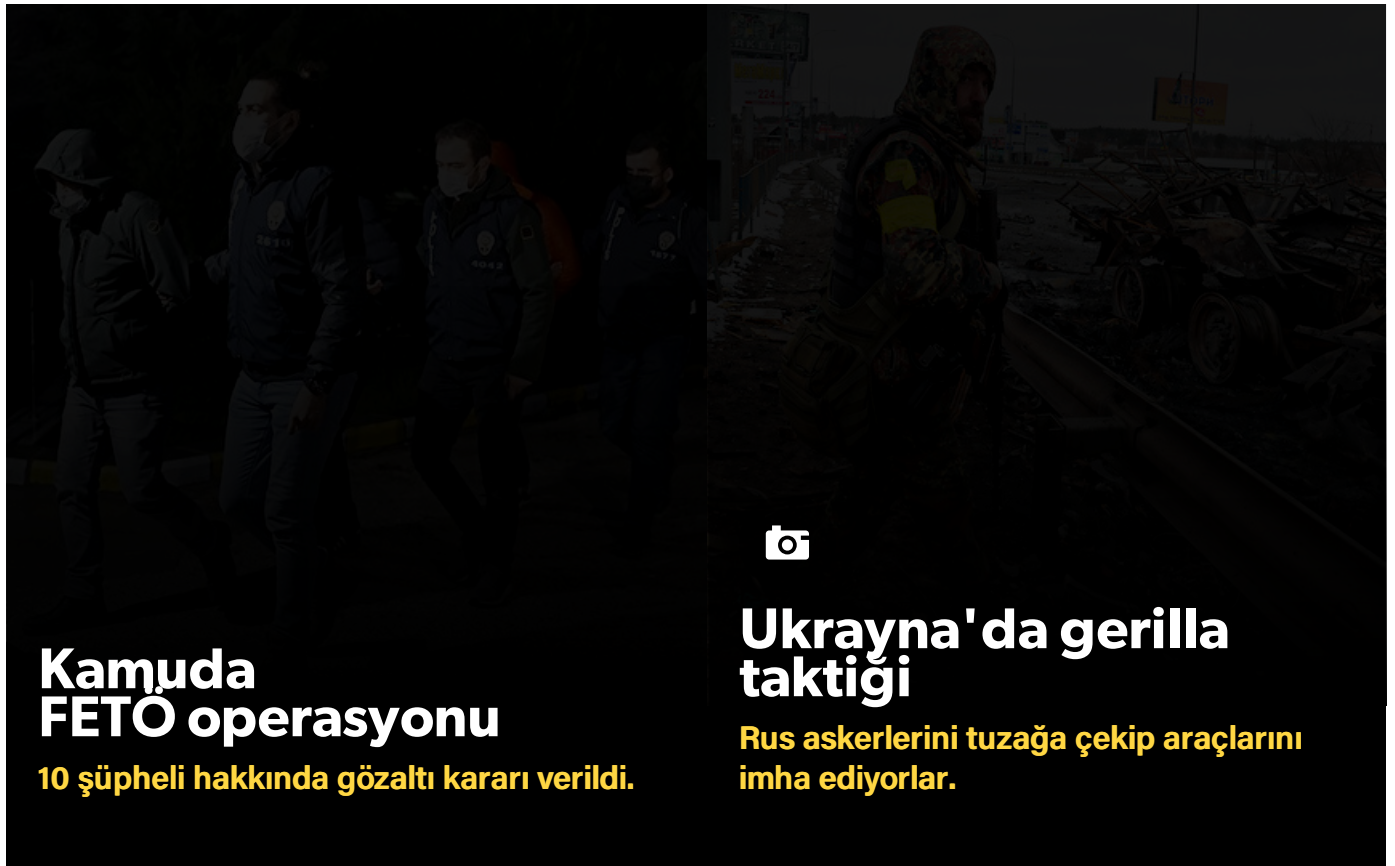 Kamuda
FETÖ operasyonu
10 şüpheli hakkında gözaltı kararı verildi.
224
Ukrayna'da gerilla
taktiği
Rus askerlerini tuzağa çekip araçlarını
imha ediyorlar.